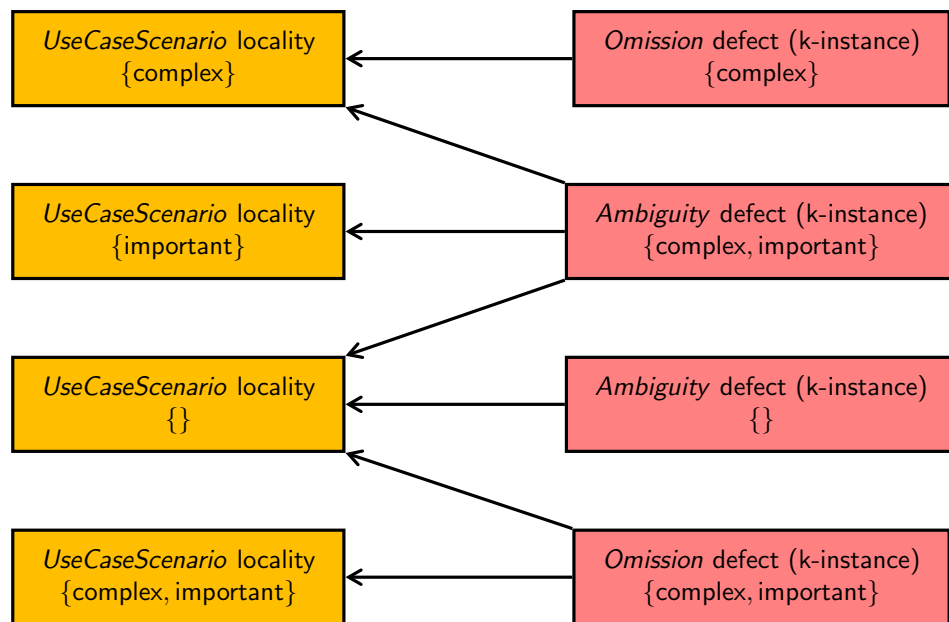 UseCaseScenario locality
{complex}
Omission defect (k-instance)
{complex}
UseCaseScenario locality
{important}
Ambiguity defect (k-instance)
{complex, important}
UseCaseScenario locality
{}
Ambiguity defect (k-instance)
{}
UseCaseScenario locality
{complex, important}
Omission defect (k-instance)
{complex, important}